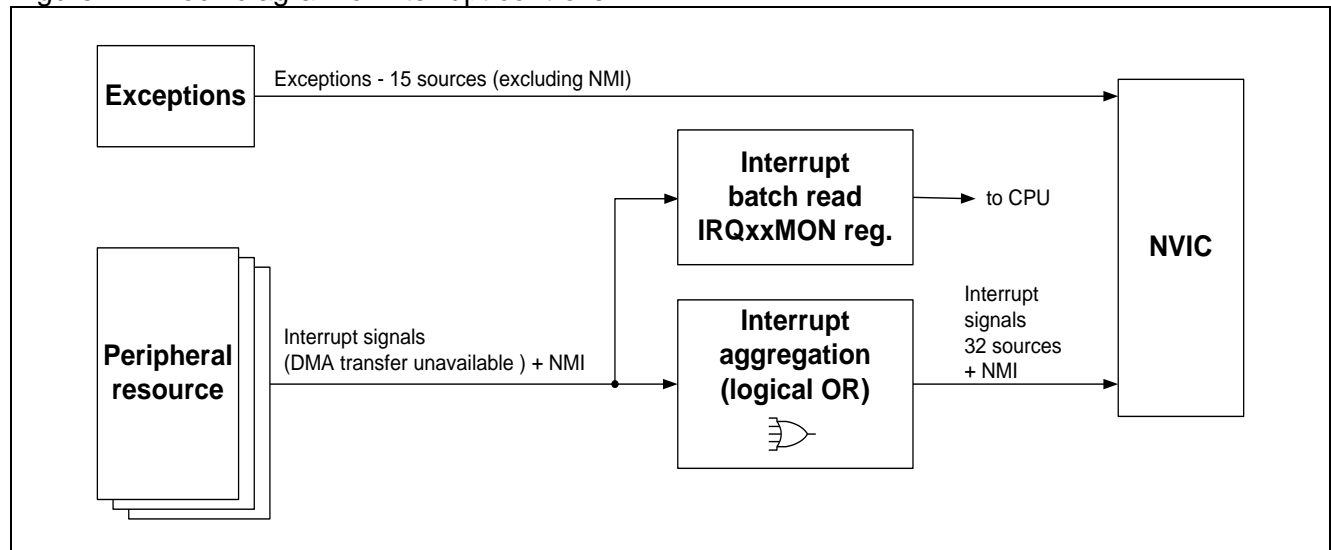 Exceptions
Exceptions - 15 sources (excluding NMI)
Interrupt
batch read
IRQxxMON reg.
to CPU
NVIC
Peripheral
resource
Interrupt signals
(DMA transfer unavailable ) + NMI
Interrupt
aggregation
(logical OR)
Interrupt
signals
32 sources
+ NMI